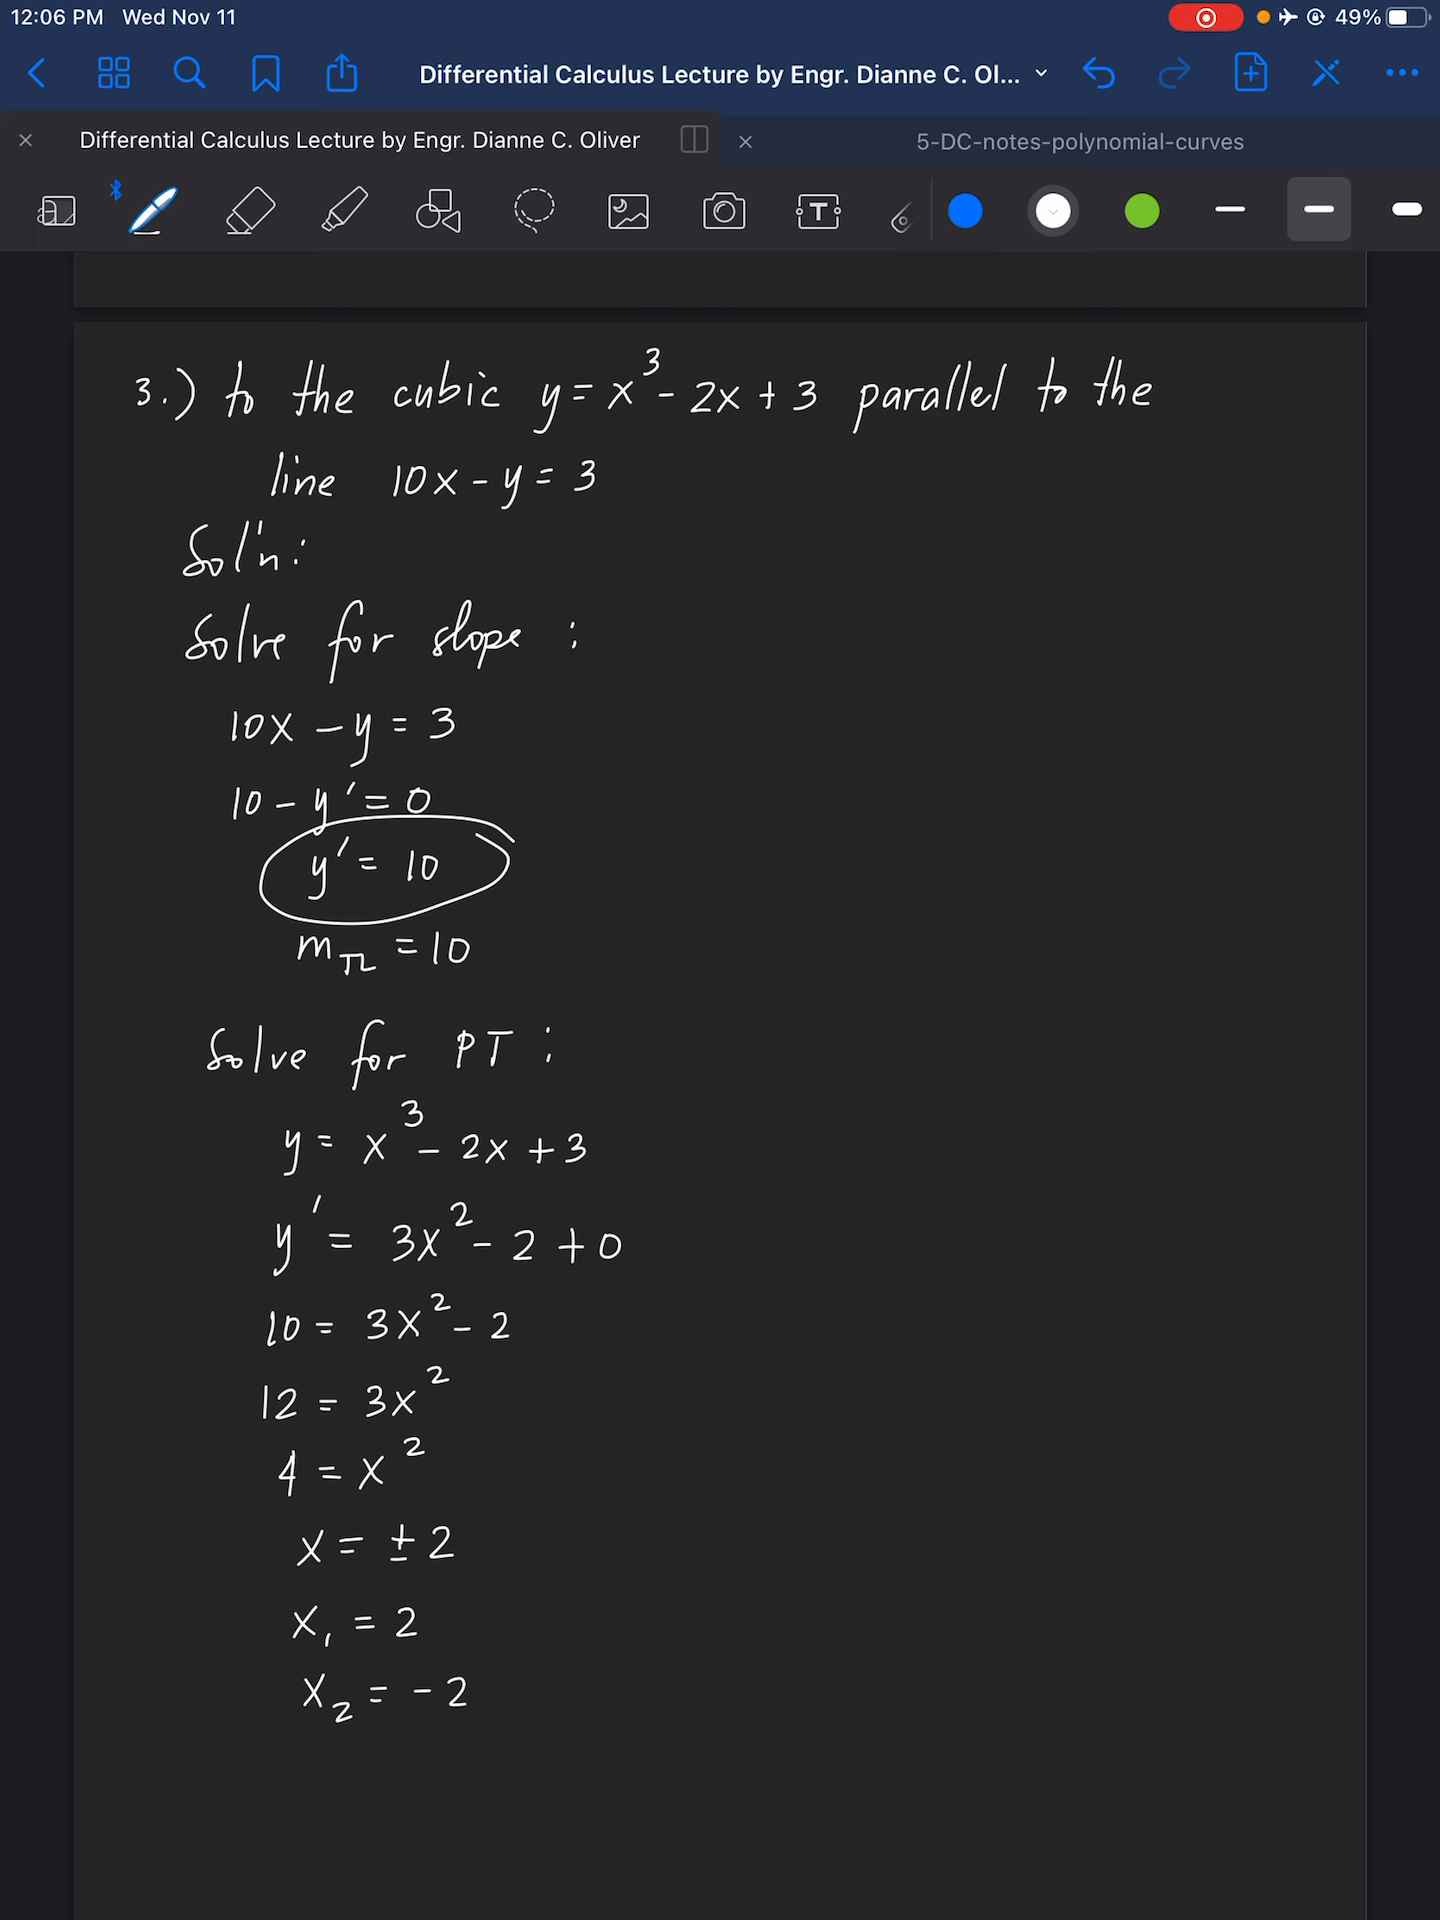 12:06 PM Wed Nov 11 49%
Differential Calculus Lecture by Engr. Dianne C. Ol...
Differential Calculus Lecture by Engr. Dianne C. Oliver
5-DC-notes-polynomial-curves
T
3.) to the cubic y = x³ - 2x + 3 parallel to the
line 10x - y = 3
Sol'n:
Solve for slope :
10x - y = 3
10 - y' = 0
y' = 10
m_TL = 10
Solve for PT :
y = x³ - 2x + 3
y' = 3x² - 2 + 0
10 = 3x² - 2
12 = 3x²
4 = x²
x = ± 2
x₁ = 2
x₂ = - 2